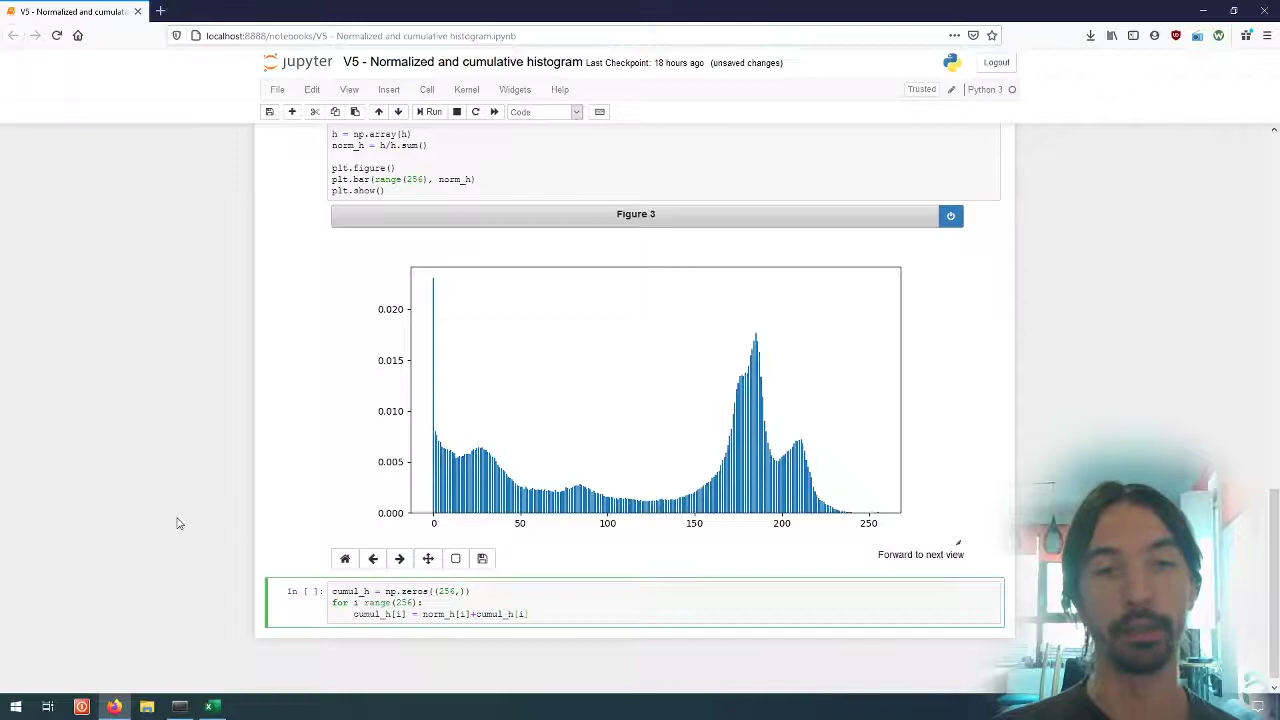 V5 - Normalized and cumulati
localhost:8888/notebooks/V5 - Normalized and cumulative histogram.ipynb
jupyter V5 - Normalized and cumulative histogram Last Checkpoint: 18 hours ago (unsaved changes)
Logout
File Edit View Insert Cell Kernel Widgets Help
Trusted Python 3
Run Code
h = np.array(h)
norm_h = h/h.sum()
plt.figure()
plt.bar(range(256), norm_h)
plt.show()
Figure 3
0.020
0.015
0.010
0.005
0.000
0 50 100 150 200 250
Forward to next view
In [ ]: cumul_h = np.zeros((256,))
for i range(256):
cumul_h[i] = norm_h[i]+cumul_h[i]